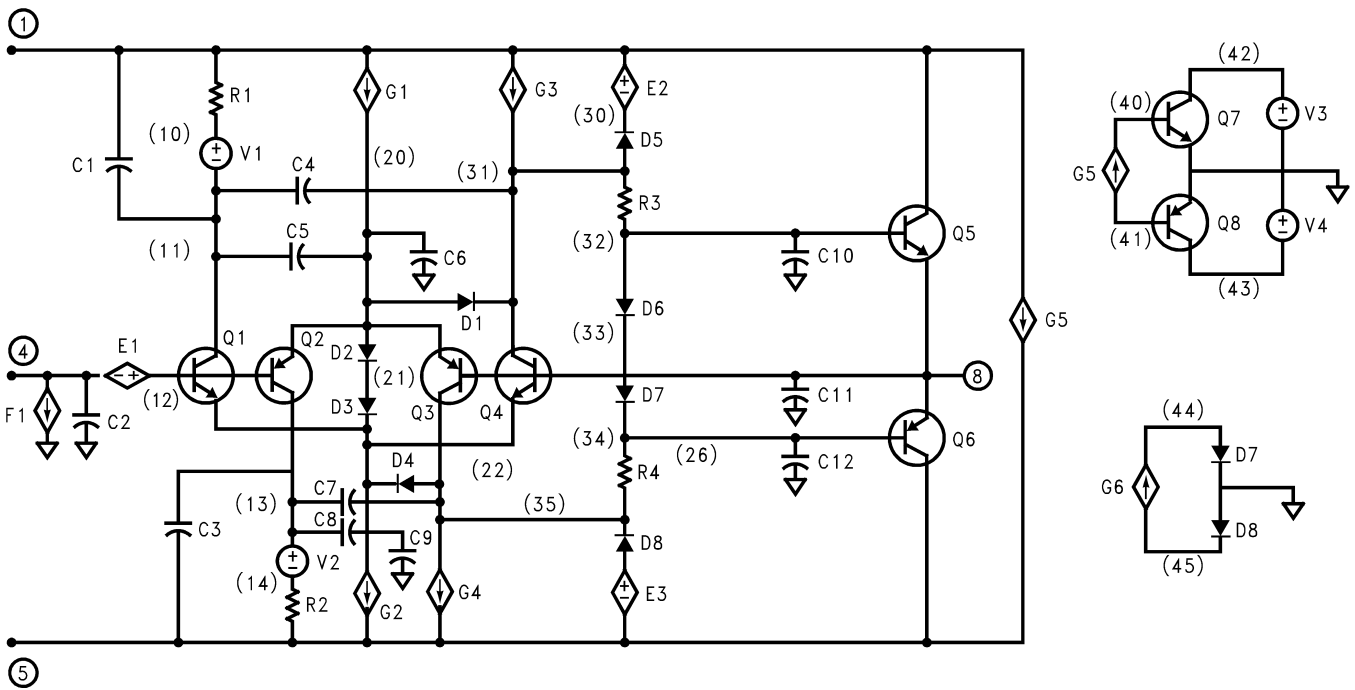 1
(42)
R1
G1
G3
E2
(40)
Q7
V3
(30)
(10)
V1
D5
C1
(20)
C4
(31)
G5
R3
C5
(32)
Q5
Q8
V4
(11)
C6
C10
(41)
(43)
D1
D6
4
E1
Q1
Q2
D2
(33)
G5
(21)
8
(12)
D3
Q3
Q4
D7
C11
F1
C2
(44)
(34)
Q6
D4
(22)
(26)
D7
R4
C12
G6
C7
(13)
(35)
C3
C8
C9
D8
D8
V2
(45)
(14)
R2
G2
G4
E3
5